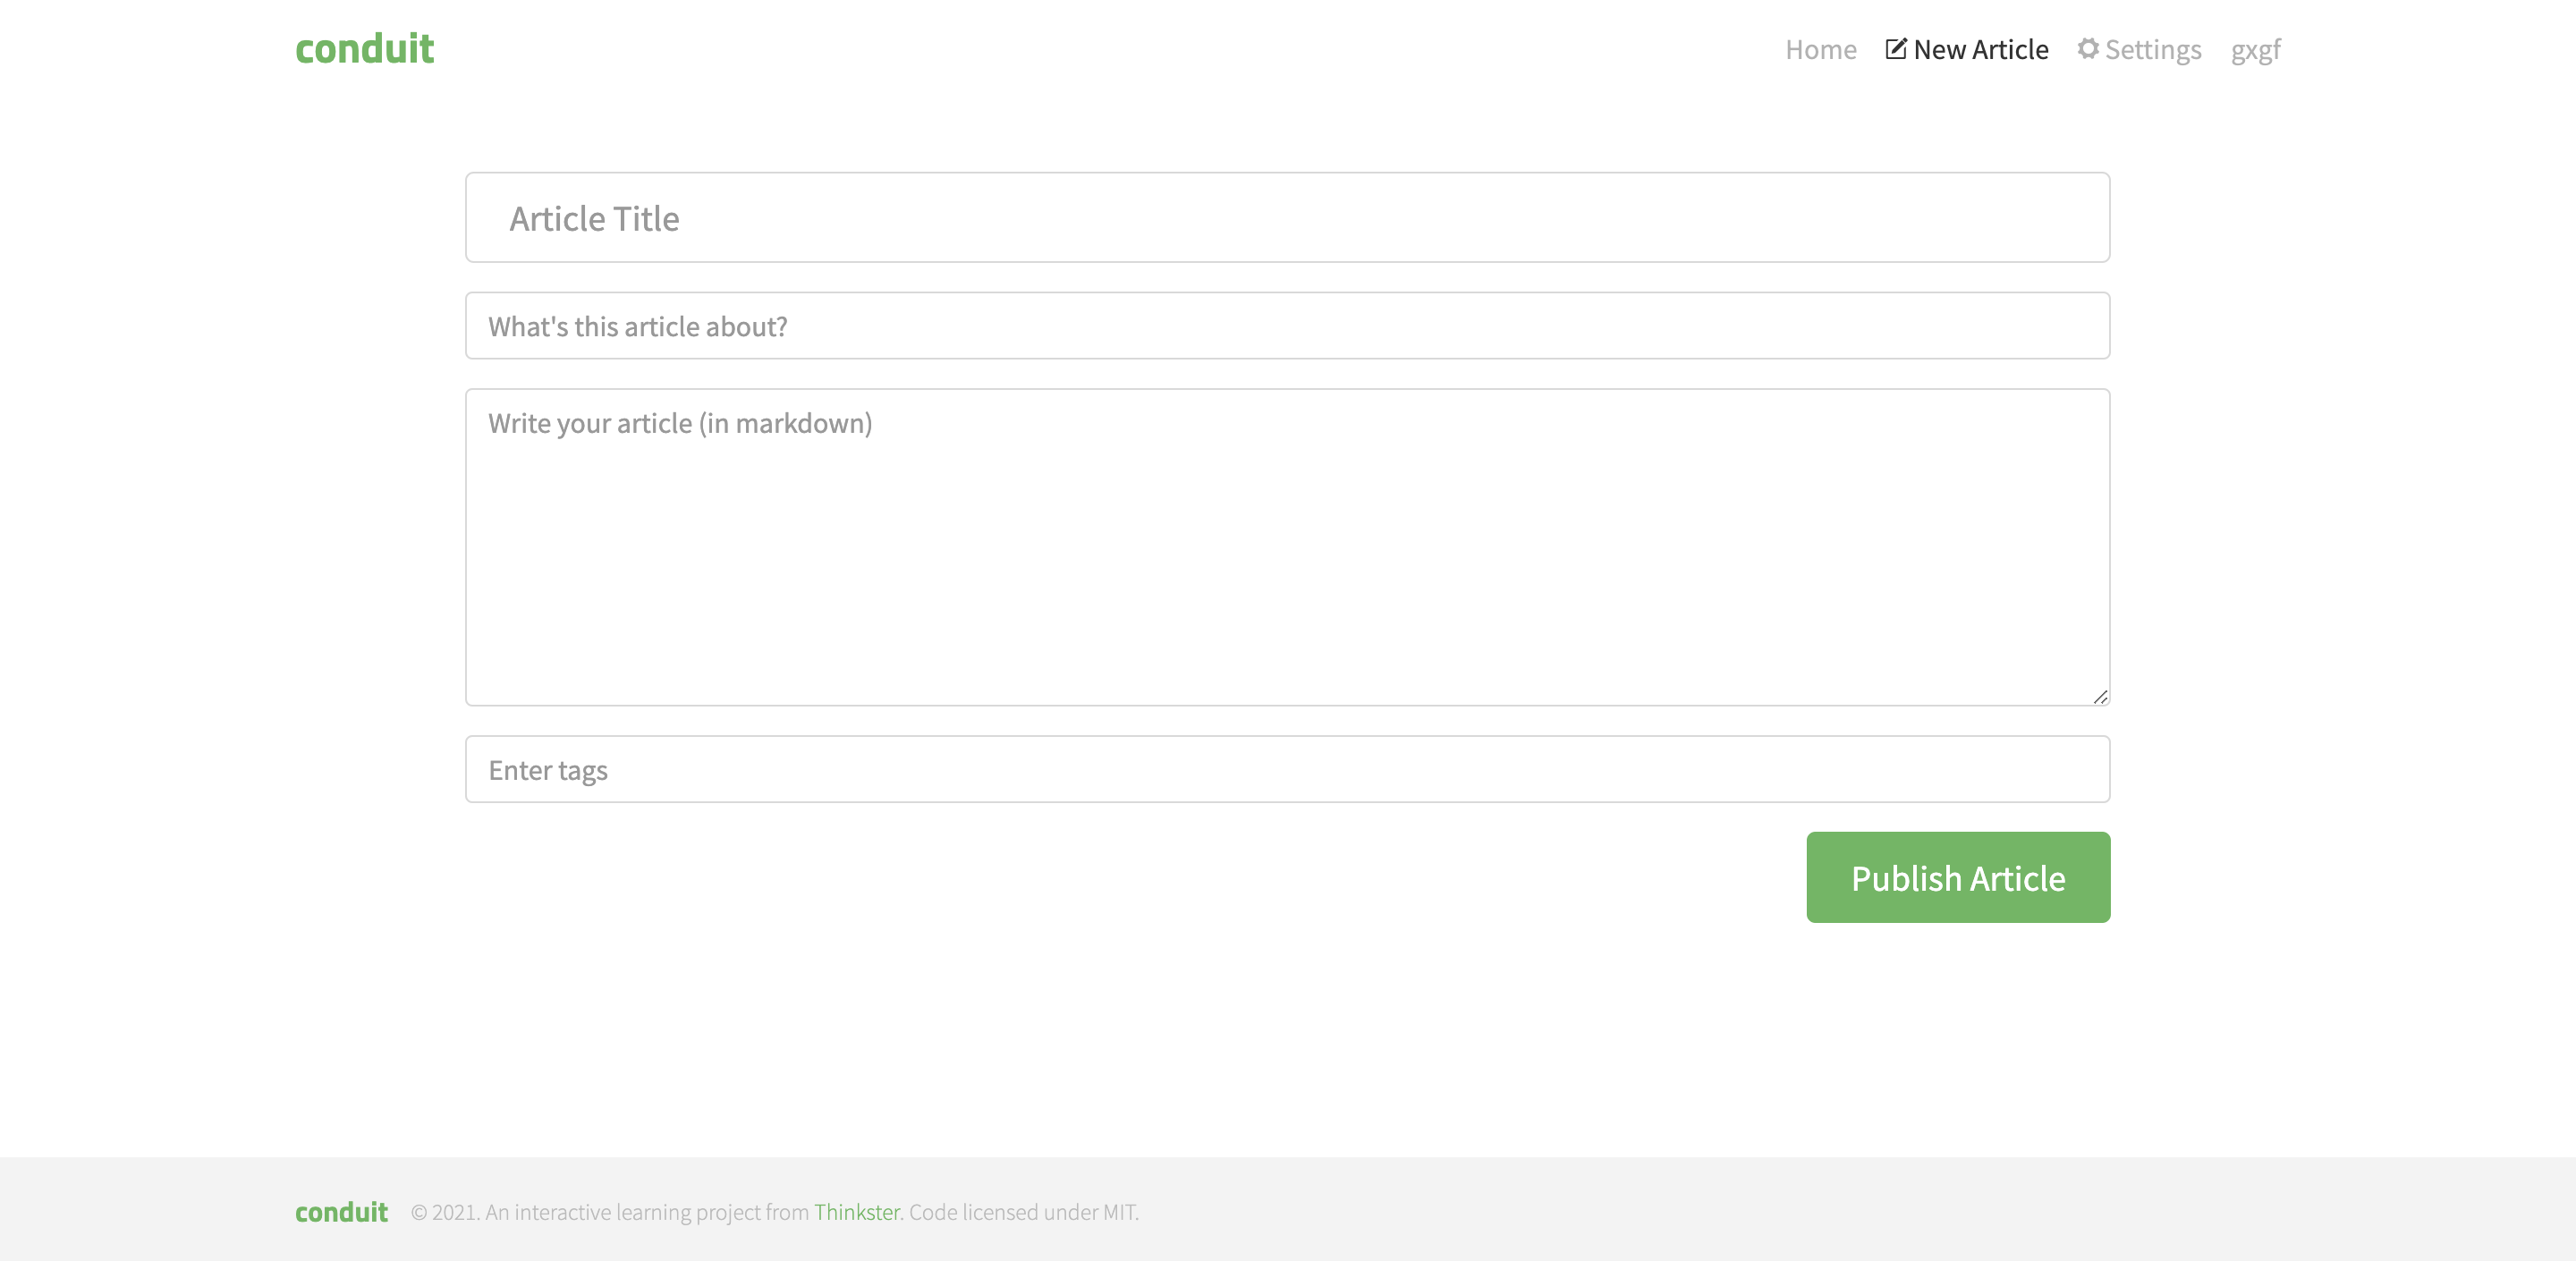 conduit
Home New Article Settings gxgf
Article Title
What's this article about?
Write your article (in markdown)
Enter tags
Publish Article
conduit © 2021. An interactive learning project from Thinkster. Code licensed under MIT.